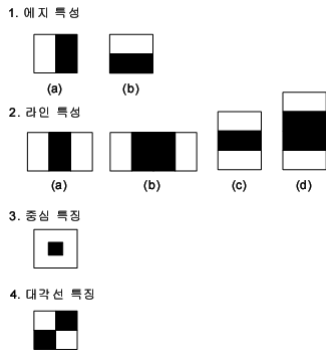 1. 에지 특성
(a) (b)
2. 라인 특성
(a) (b) (c) (d)
3. 중심 특징
4. 대각선 특징